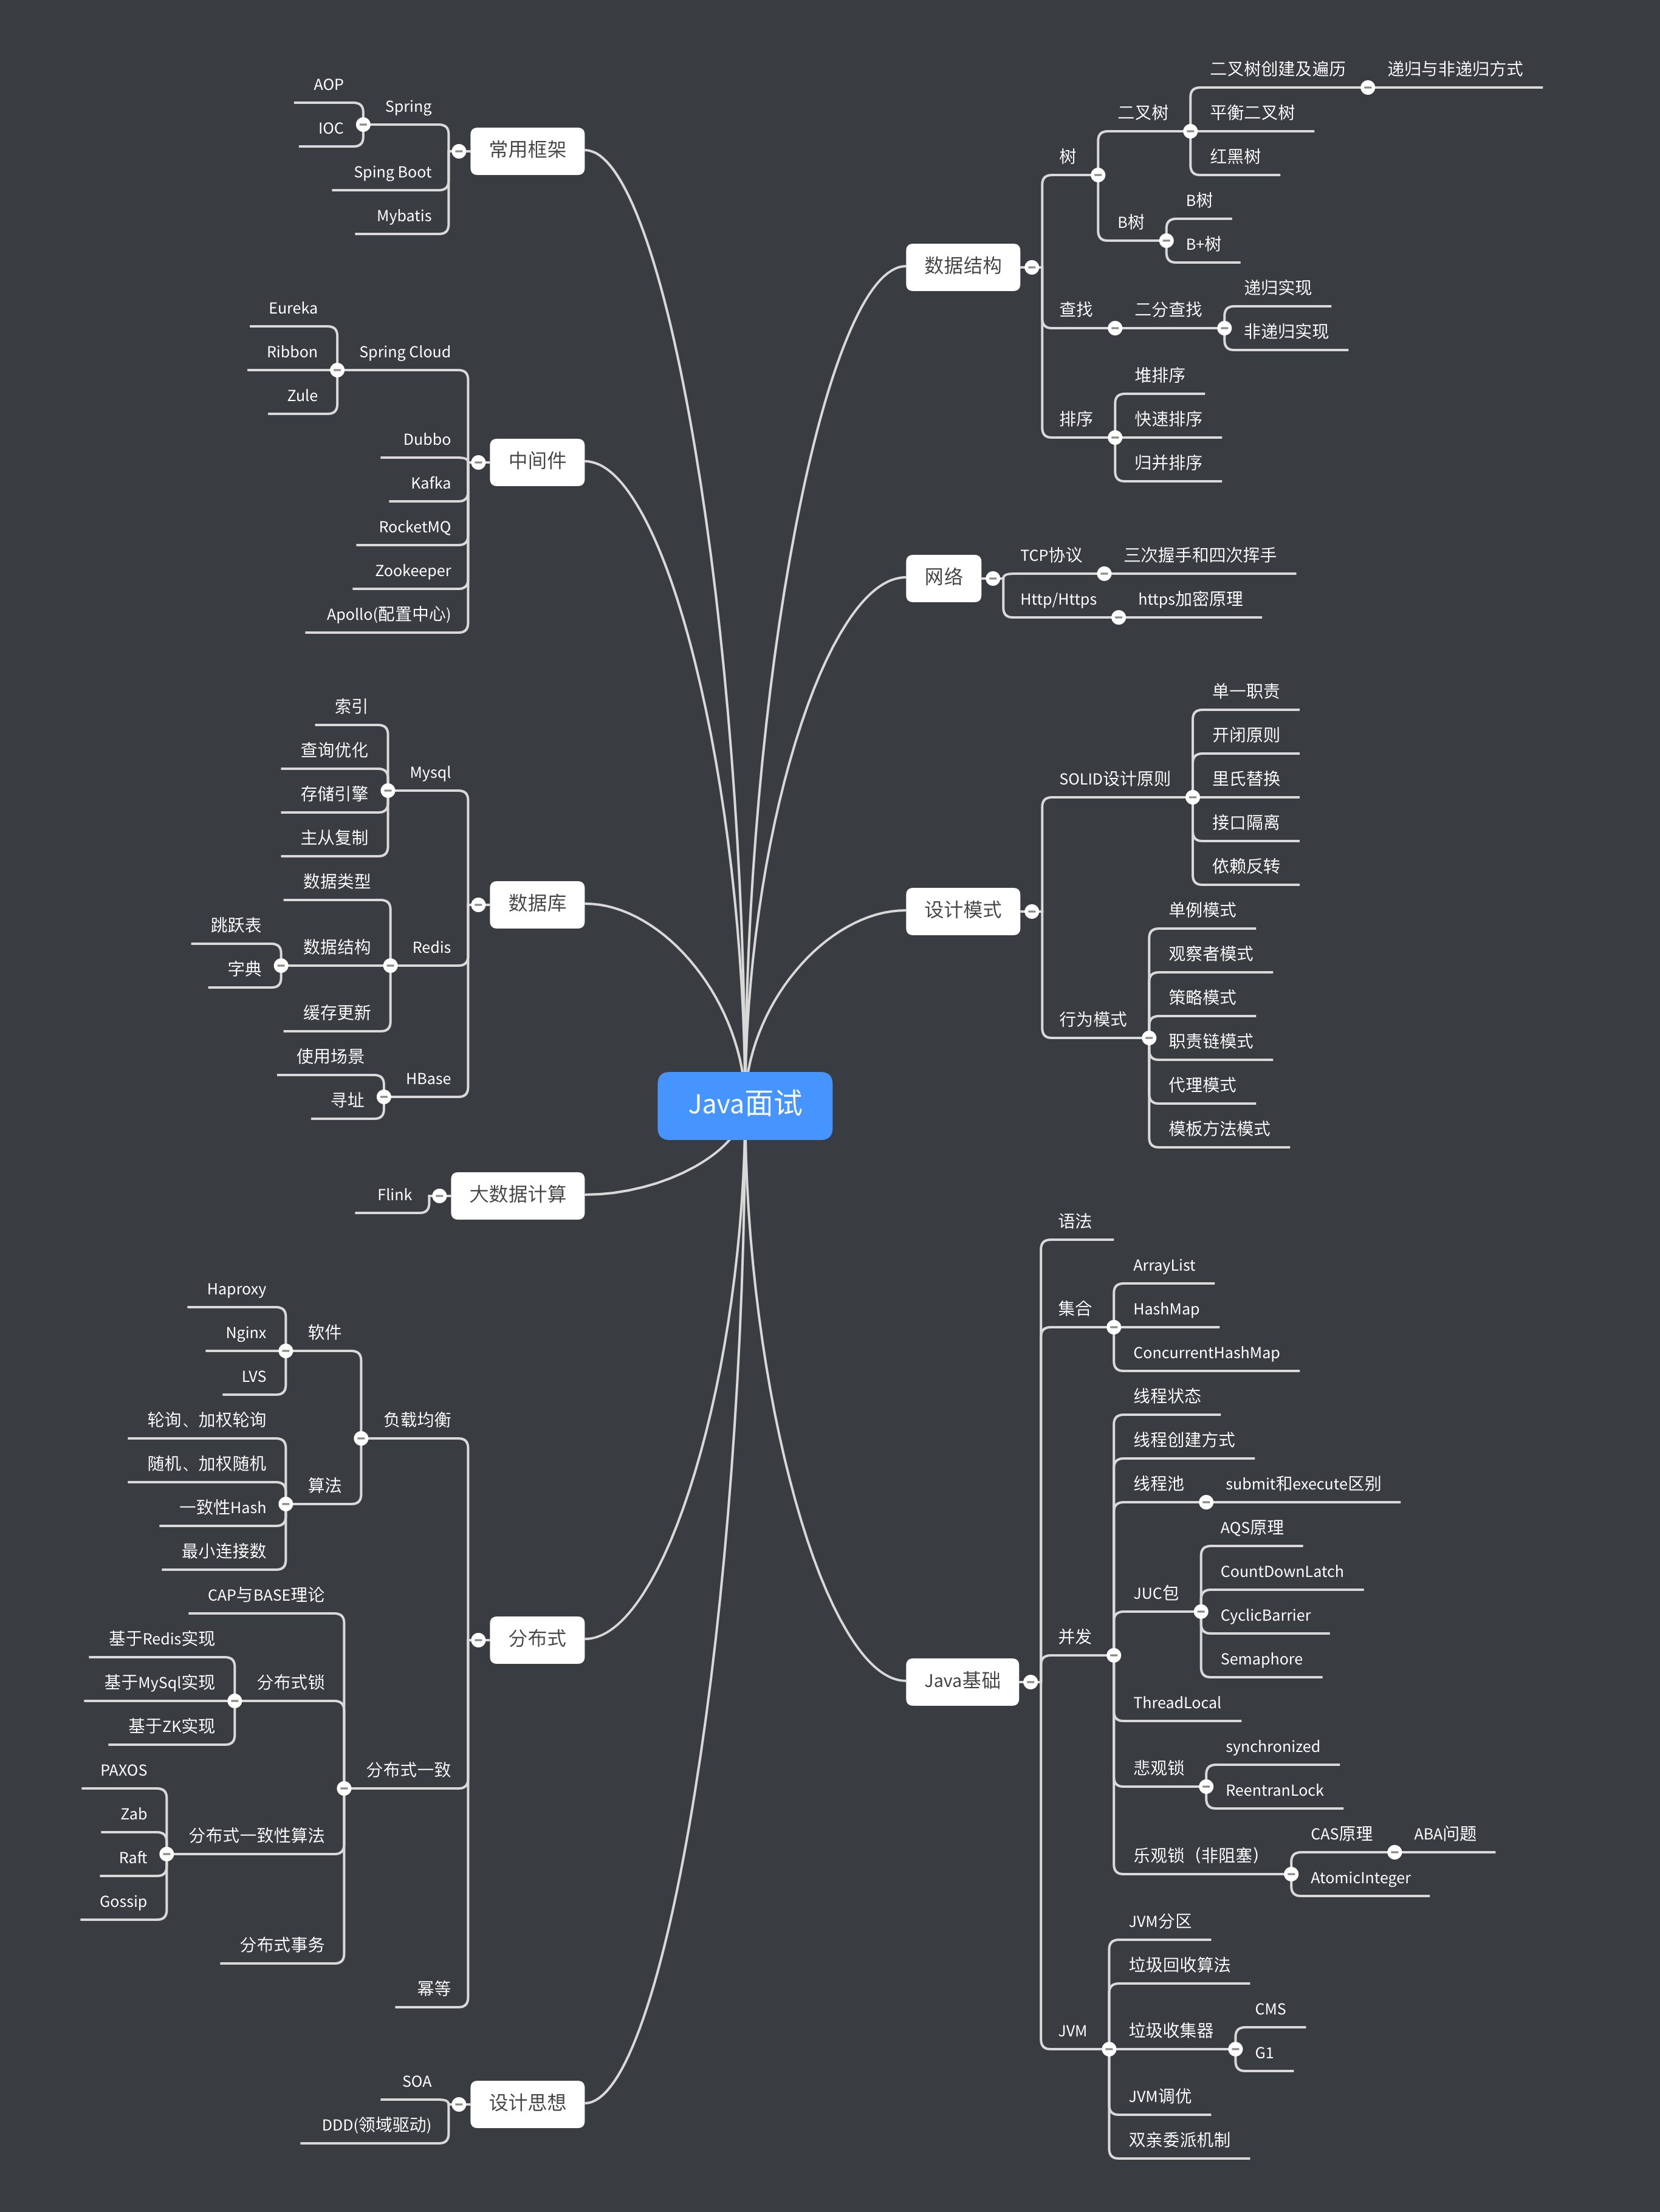 Java面试
常用框架
Spring
AOP
IOC
Sping Boot
Mybatis
中间件
Spring Cloud
Eureka
Ribbon
Zule
Dubbo
Kafka
RocketMQ
Zookeeper
Apollo(配置中心)
数据库
Mysql
索引
查询优化
存储引擎
主从复制
Redis
数据类型
数据结构
跳跃表
字典
缓存更新
HBase
使用场景
寻址
大数据计算
Flink
分布式
负载均衡
软件
Haproxy
Nginx
LVS
算法
轮询、加权轮询
随机、加权随机
一致性Hash
最小连接数
分布式一致
CAP与BASE理论
分布式锁
基于Redis实现
基于MySql实现
基于ZK实现
分布式一致性算法
PAXOS
Zab
Raft
Gossip
分布式事务
幂等
设计思想
SOA
DDD(领域驱动)
数据结构
树
二叉树
二叉树创建及遍历
递归与非递归方式
平衡二叉树
红黑树
B树
B树
B+树
查找
二分查找
递归实现
非递归实现
排序
堆排序
快速排序
归并排序
网络
TCP协议
三次握手和四次挥手
Http/Https
https加密原理
设计模式
SOLID设计原则
单一职责
开闭原则
里氏替换
接口隔离
依赖反转
行为模式
单例模式
观察者模式
策略模式
职责链模式
代理模式
模板方法模式
Java基础
语法
集合
ArrayList
HashMap
ConcurrentHashMap
并发
线程状态
线程创建方式
线程池
submit和execute区别
JUC包
AQS原理
CountDownLatch
CyclicBarrier
Semaphore
ThreadLocal
悲观锁
synchronized
ReentranLock
乐观锁（非阻塞）
CAS原理
ABA问题
AtomicInteger
JVM
JVM分区
垃圾回收算法
垃圾收集器
CMS
G1
JVM调优
双亲委派机制